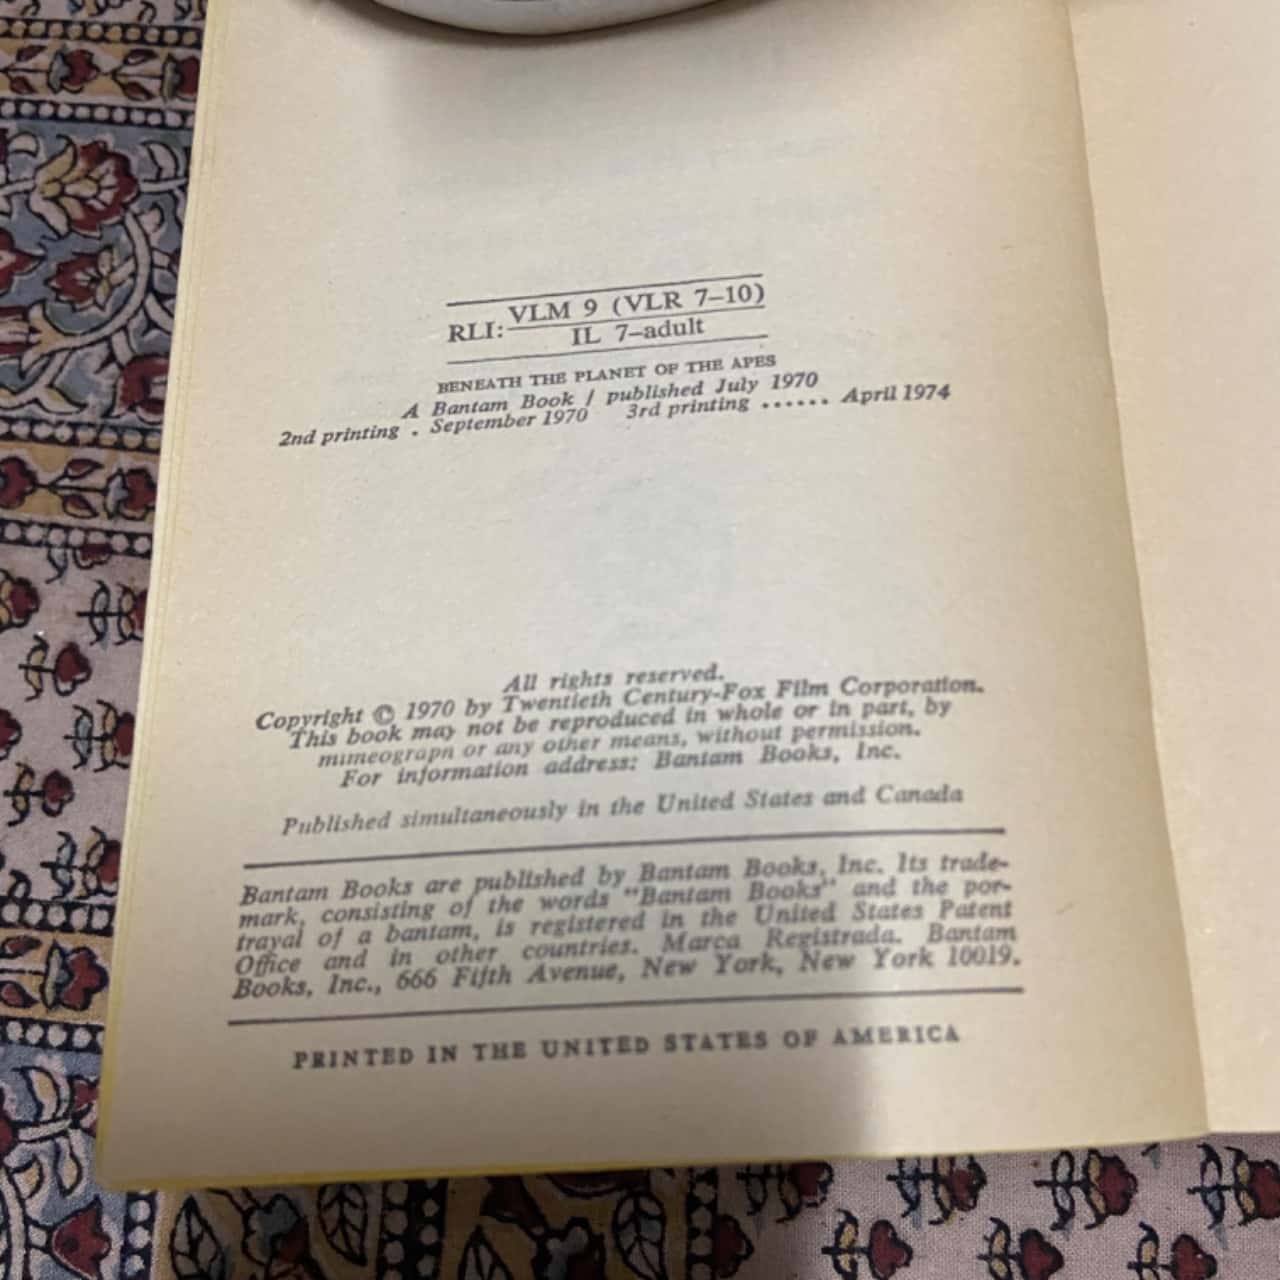 RLI: VLM 9 (VLR 7–10)
IL 7–adult
BENEATH THE PLANET OF THE APES
A Bantam Book / published July 1970
2nd printing . September 1970 3rd printing ...... April 1974
All rights reserved.
Copyright © 1970 by Twentieth Century-Fox Film Corporation.
This book may not be reproduced in whole or in part, by
mimeograph or any other means, without permission.
For information address: Bantam Books, Inc.
Published simultaneously in the United States and Canada
Bantam Books are published by Bantam Books, Inc. Its trade-
mark, consisting of the words "Bantam Books" and the por-
trayal of a bantam, is registered in the United States Patent
Office and in other countries. Marca Registrada. Bantam
Books, Inc., 666 Fifth Avenue, New York, New York 10019.
PRINTED IN THE UNITED STATES OF AMERICA